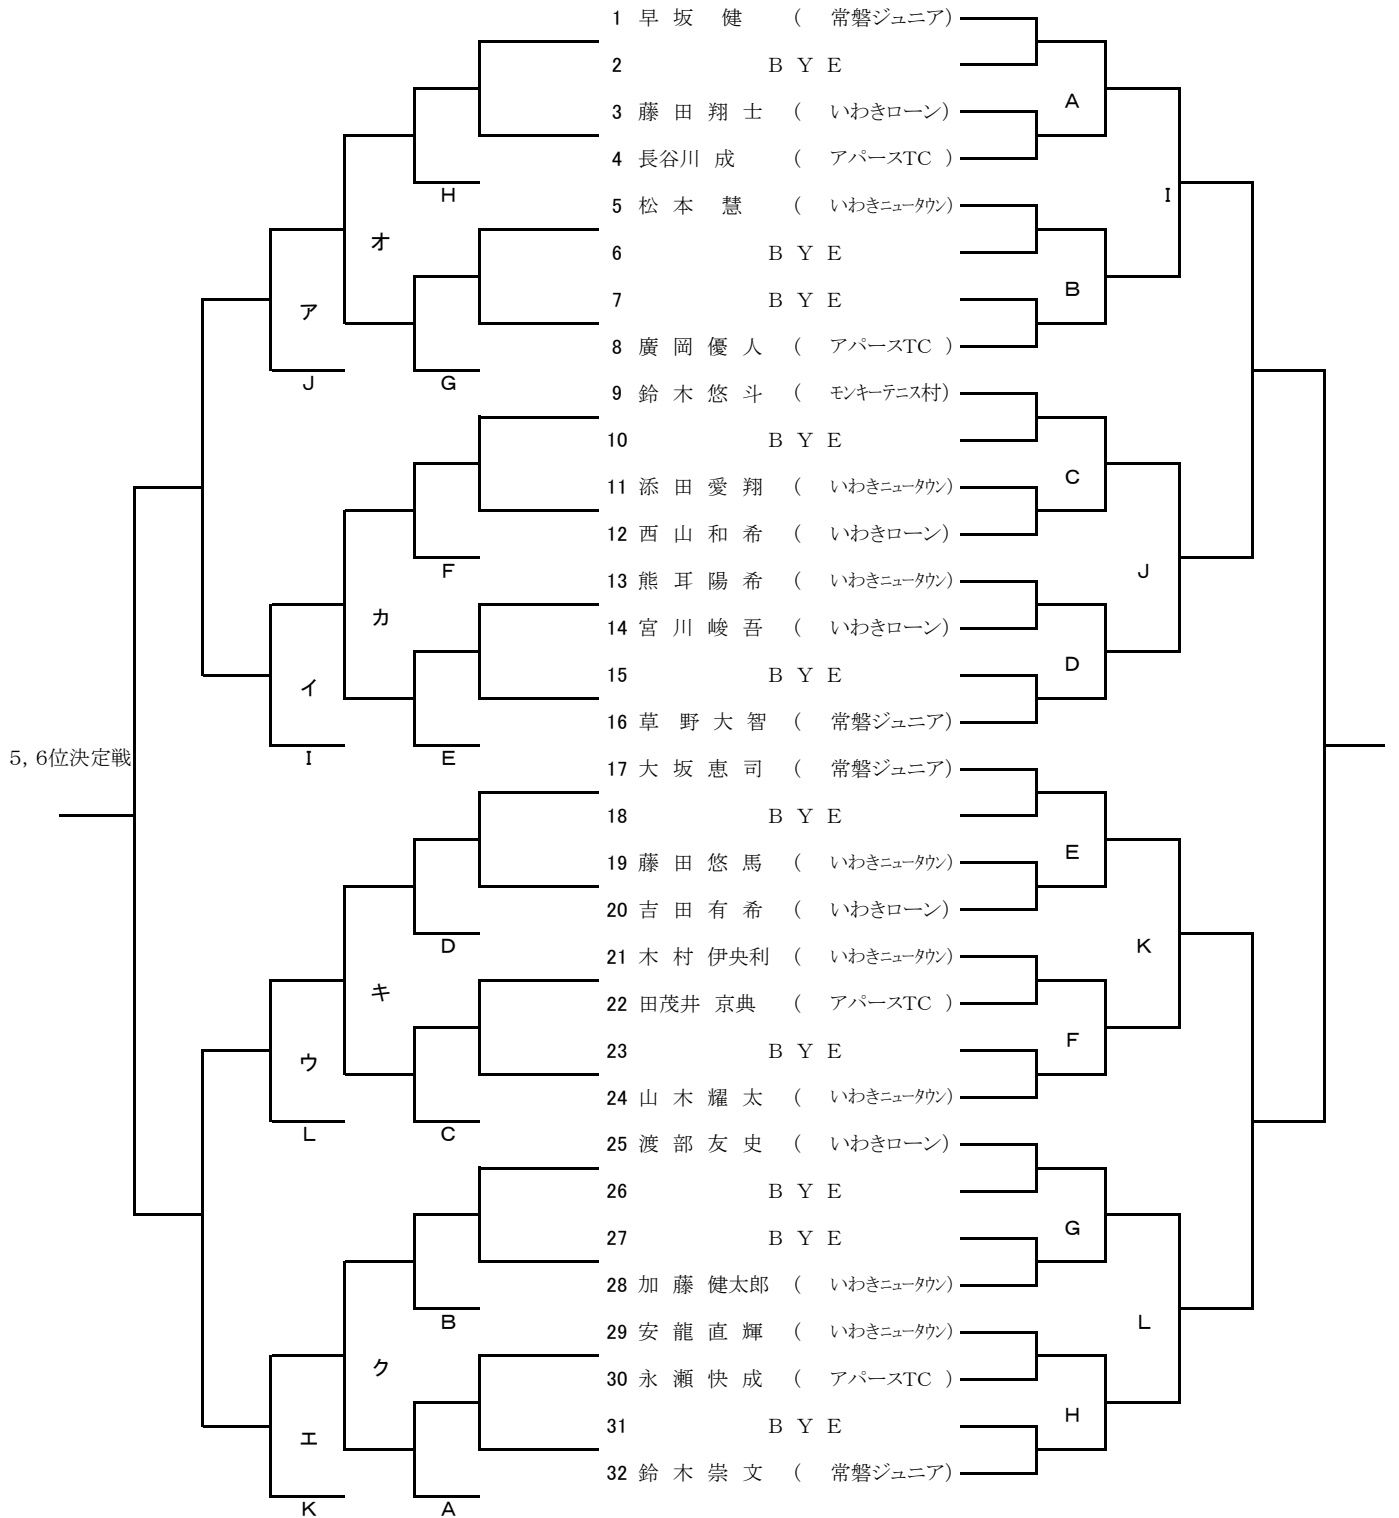 1 早 坂 健 ( 常磐ジュニア)
2 B Y E
A
3 藤 田 翔 士 ( いわきローン)
4 長谷川 成 ( アパースTC )
H
I
5 松 本 慧 ( いわきニュータウン)
オ
6 B Y E
B
7 B Y E
ア
8 廣 岡 優 人 ( アパースTC )
J
G
9 鈴 木 悠 斗 ( モンキーテニス村)
10 B Y E
C
11 添 田 愛 翔 ( いわきニュータウン)
12 西 山 和 希 ( いわきローン)
F
J
13 熊 耳 陽 希 ( いわきニュータウン)
カ
14 宮 川 峻 吾 ( いわきローン)
D
15 B Y E
イ
16 草 野 大 智 ( 常磐ジュニア)
5, 6位決定戦
I
E
17 大 坂 恵 司 ( 常磐ジュニア)
18 B Y E
E
19 藤 田 悠 馬 ( いわきニュータウン)
20 吉 田 有 希 ( いわきローン)
D
K
21 木 村 伊央利 ( いわきニュータウン)
キ
22 田茂井 京典 ( アパースTC )
F
23 B Y E
ウ
24 山 木 耀 太 ( いわきニュータウン)
L
C
25 渡 部 友 史 ( いわきローン)
26 B Y E
G
27 B Y E
28 加 藤 健太郎 ( いわきニュータウン)
B
L
29 安 龍 直 輝 ( いわきニュータウン)
ク
30 永 瀬 快 成 ( アパースTC )
H
31 B Y E
エ
32 鈴 木 崇 文 ( 常磐ジュニア)
K
A